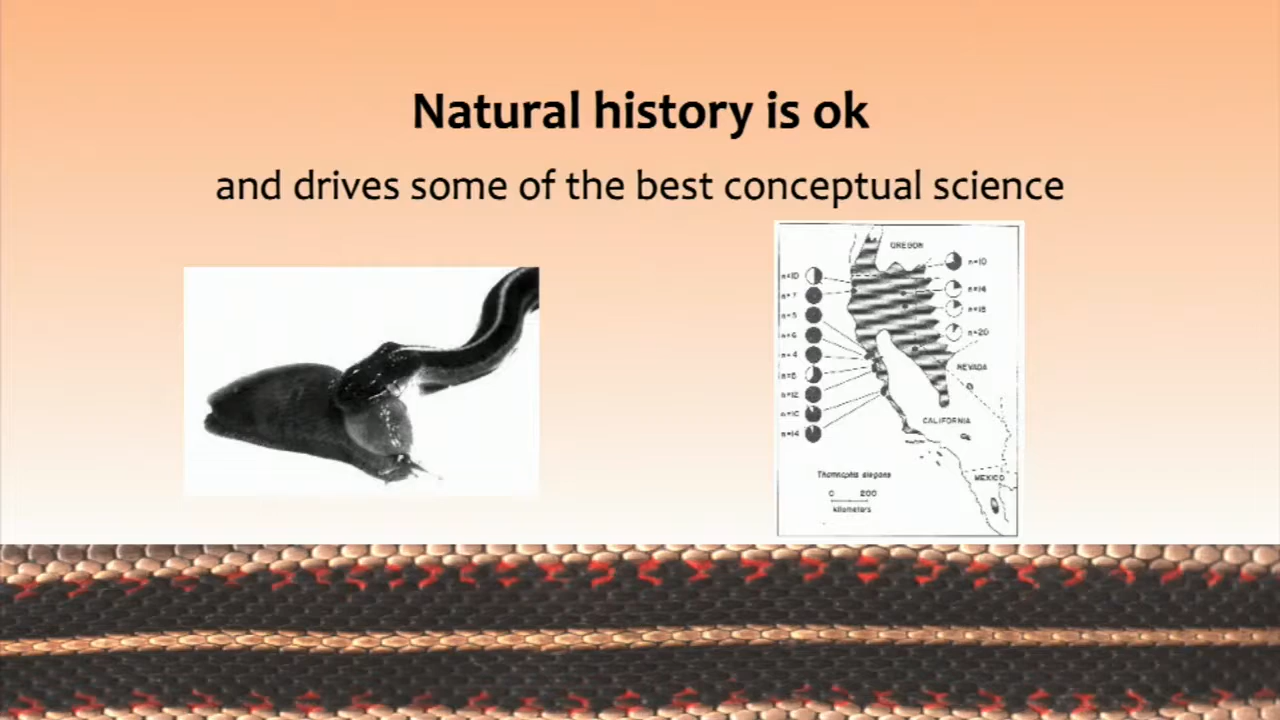 Natural history is ok
and drives some of the best conceptual science
OREGON
n=10
n=10
n=7
n=14
n=5
n=18
n=6
n=20
n=4
NEVADA
n=8
n=12
n=10
n=14
CALIFORNIA
MEXICO
Thamnophis elegans
0 200
kilometers